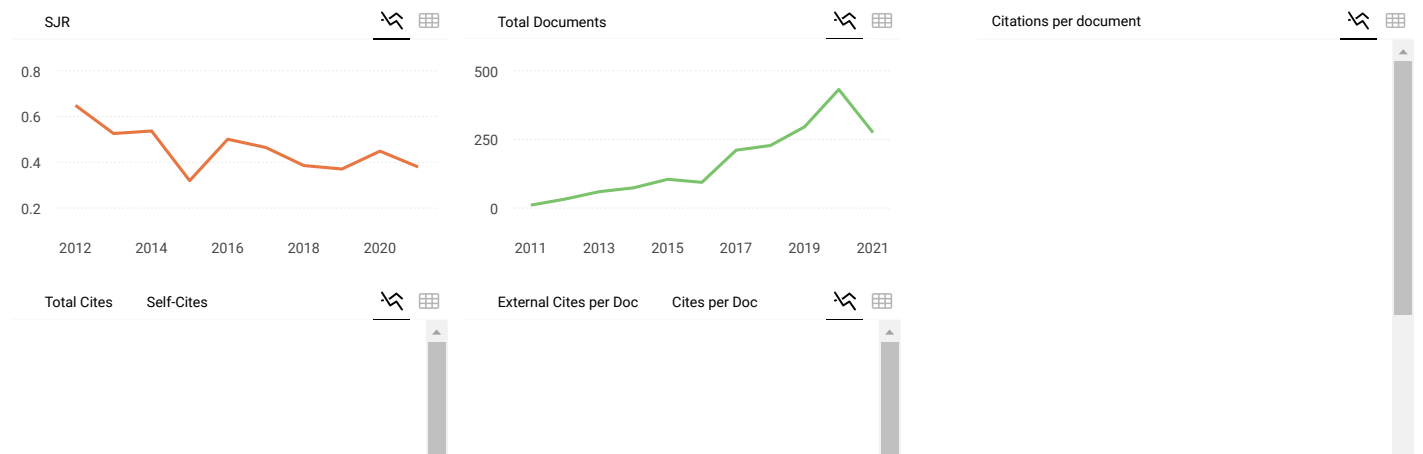 SJR
0.8
0.6
0.4
0.2
2012 2014 2016 2018 2020
Total Documents
500
250
0
2011 2013 2015 2017 2019 2021
Citations per document
Total Cites Self-Cites
External Cites per Doc Cites per Doc